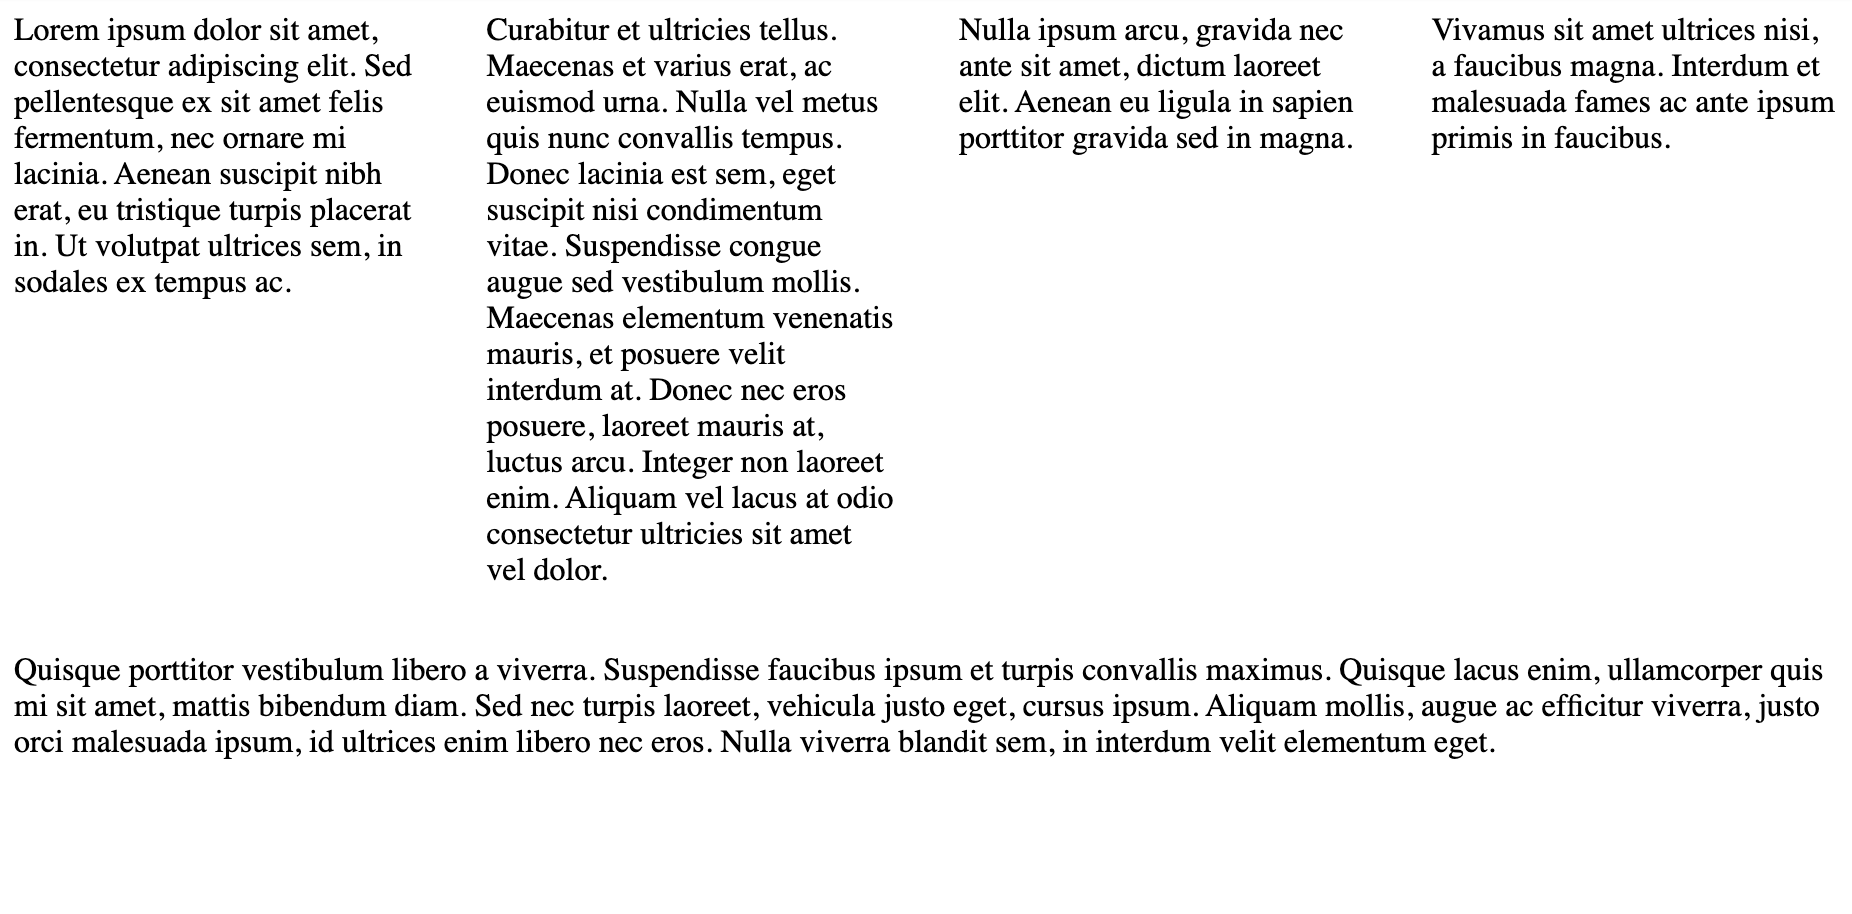 Lorem ipsum dolor sit amet,
consectetur adipiscing elit. Sed
pellentesque ex sit amet felis
fermentum, nec ornare mi
lacinia. Aenean suscipit nibh
erat, eu tristique turpis placerat
in. Ut volutpat ultrices sem, in
sodales ex tempus ac.
Curabitur et ultricies tellus.
Maecenas et varius erat, ac
euismod urna. Nulla vel metus
quis nunc convallis tempus.
Donec lacinia est sem, eget
suscipit nisi condimentum
vitae. Suspendisse congue
augue sed vestibulum mollis.
Maecenas elementum venenatis
mauris, et posuere velit
interdum at. Donec nec eros
posuere, laoreet mauris at,
luctus arcu. Integer non laoreet
enim. Aliquam vel lacus at odio
consectetur ultricies sit amet
vel dolor.
Nulla ipsum arcu, gravida nec
ante sit amet, dictum laoreet
elit. Aenean eu ligula in sapien
porttitor gravida sed in magna.
Vivamus sit amet ultrices nisi,
a faucibus magna. Interdum et
malesuada fames ac ante ipsum
primis in faucibus.
Quisque porttitor vestibulum libero a viverra. Suspendisse faucibus ipsum et turpis convallis maximus. Quisque lacus enim, ullamcorper quis
mi sit amet, mattis bibendum diam. Sed nec turpis laoreet, vehicula justo eget, cursus ipsum. Aliquam mollis, augue ac efficitur viverra, justo
orci malesuada ipsum, id ultrices enim libero nec eros. Nulla viverra blandit sem, in interdum velit elementum eget.